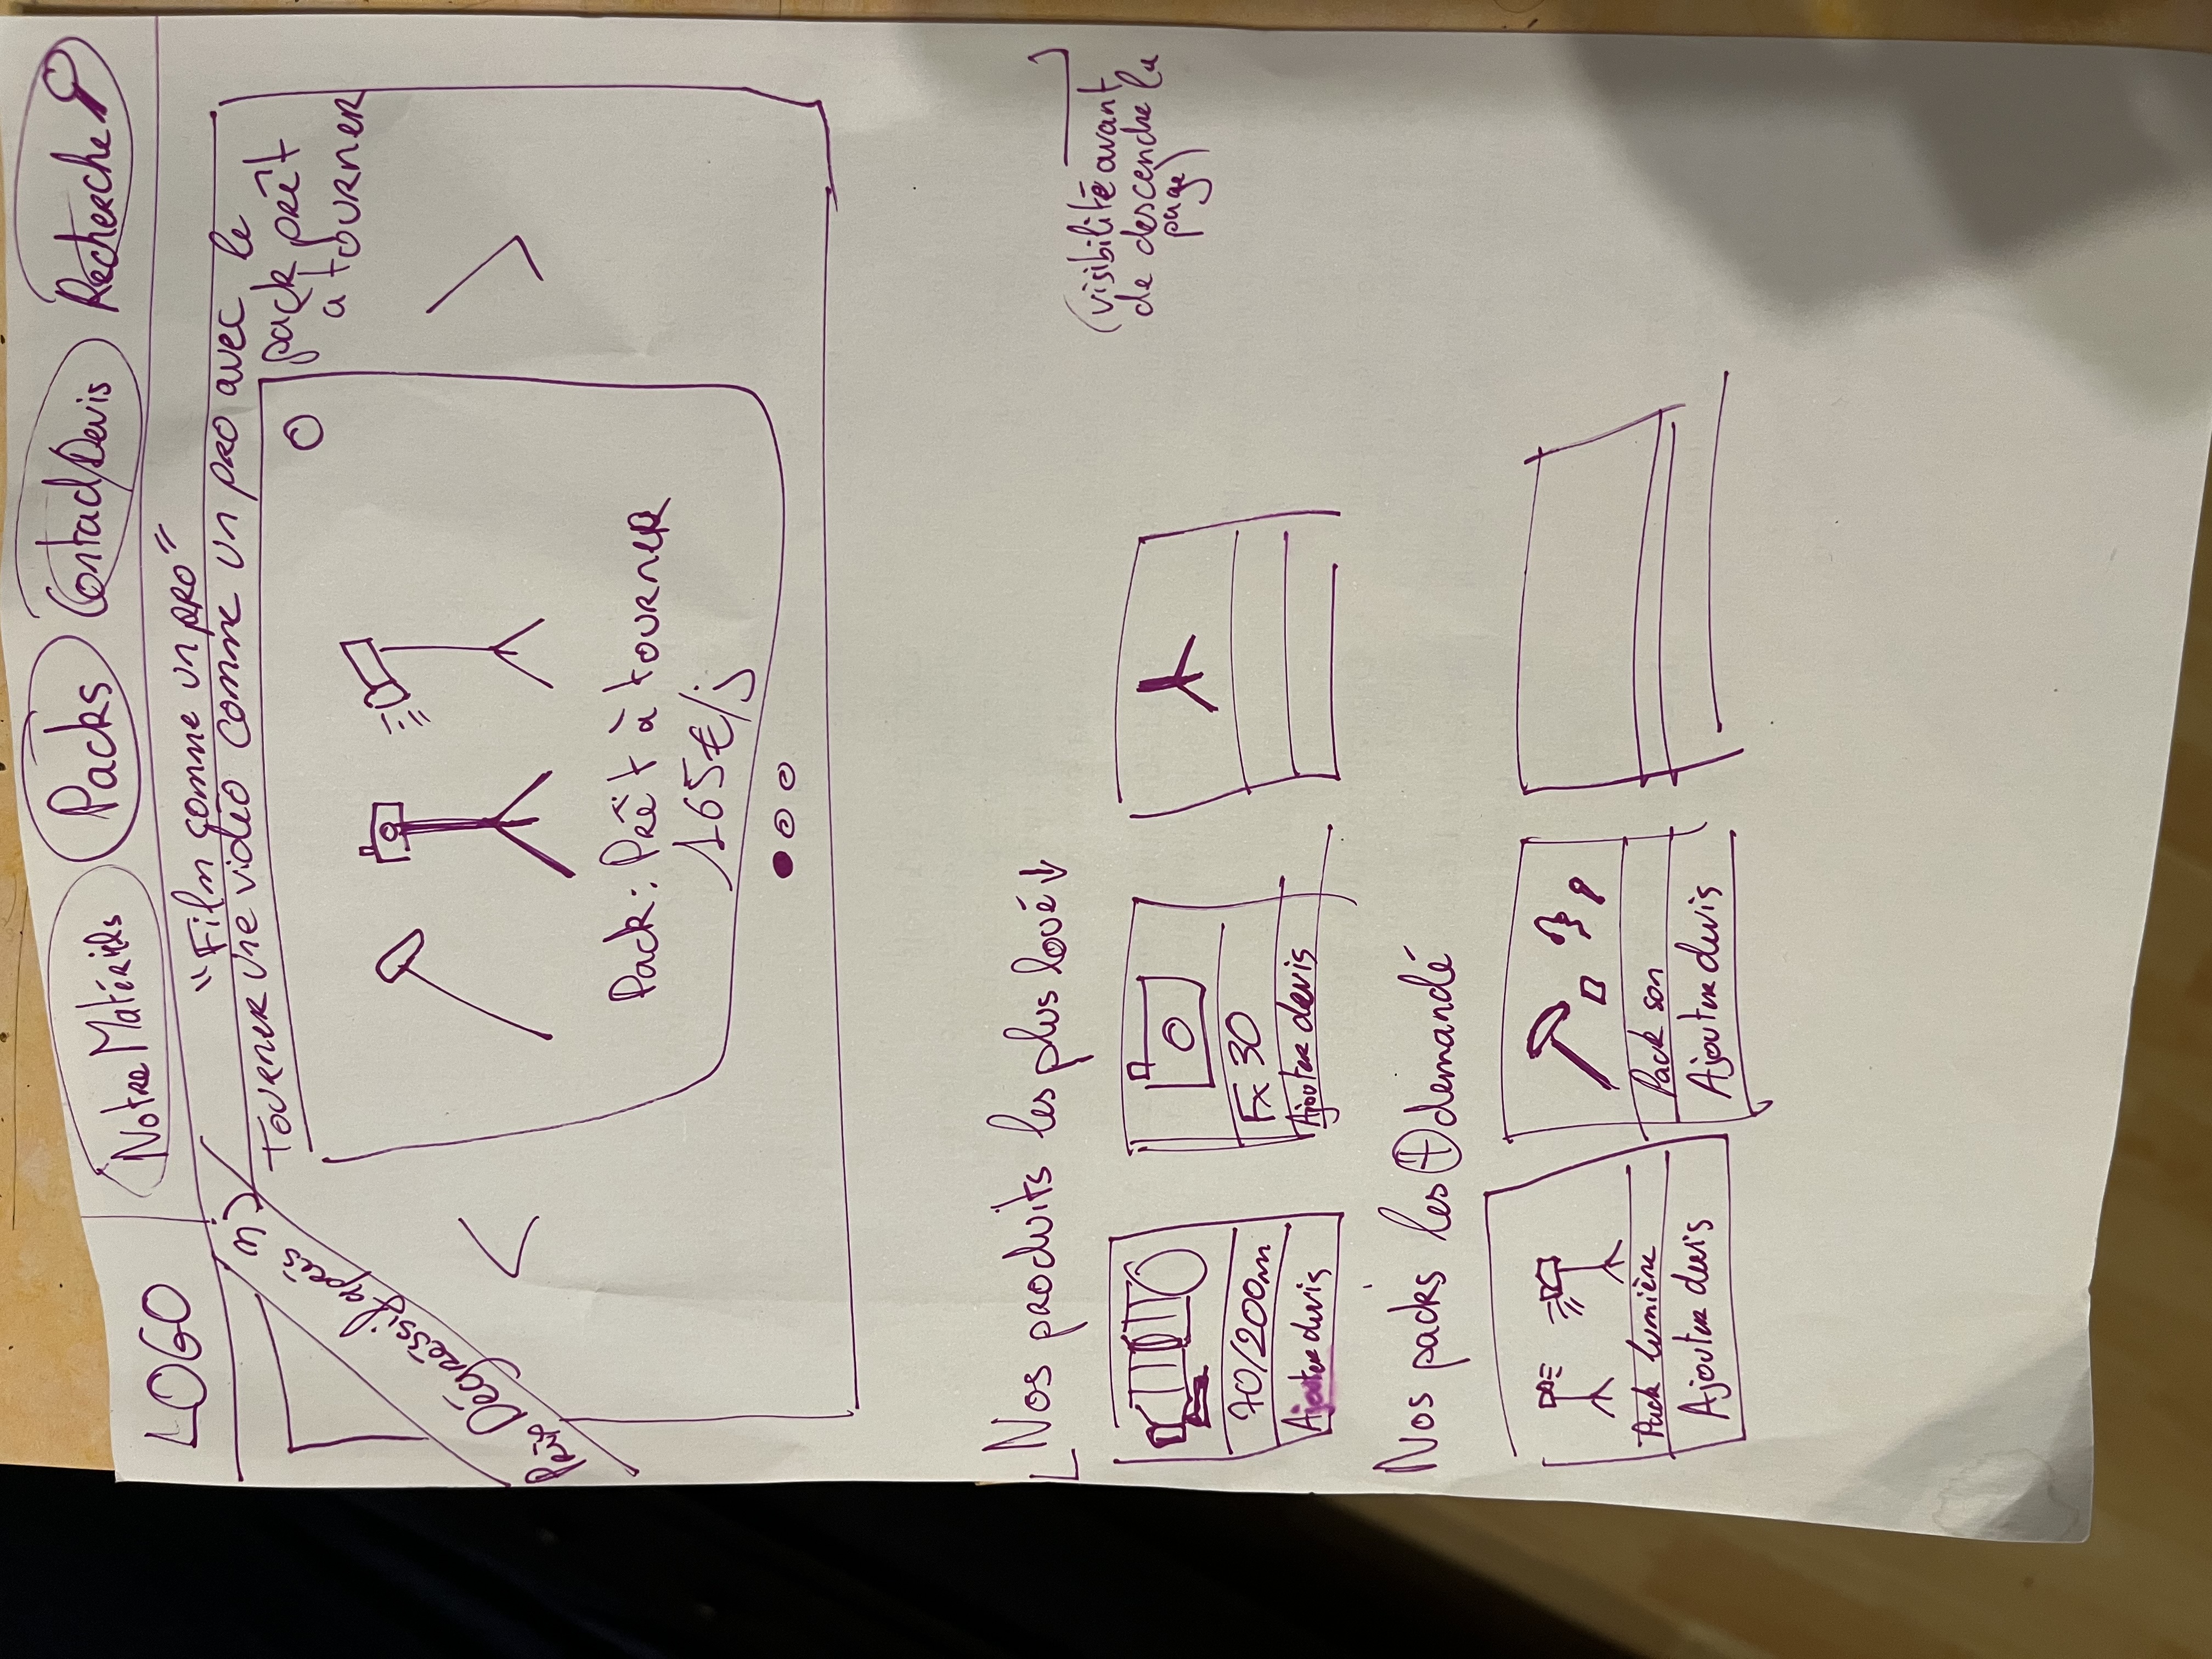 LOGO
Notre Matériels
Packs
Contact/Devis
Recherche
"Film comme un pro"
Tourner une vidéo comme un pro avec le
pack prêt
a tourner
Prix Dégréssif après 3j
<
>
Pack : Prêt à tourner
165€/j
Nos produits les plus loué ↓
(visibilité avant
de descendre la
page)
70/200m
Ajouter devis
Fx 30
Ajouter devis
Nos packs les + demandé
Pack lumière
Ajouter devis
Pack son
Ajouter devis